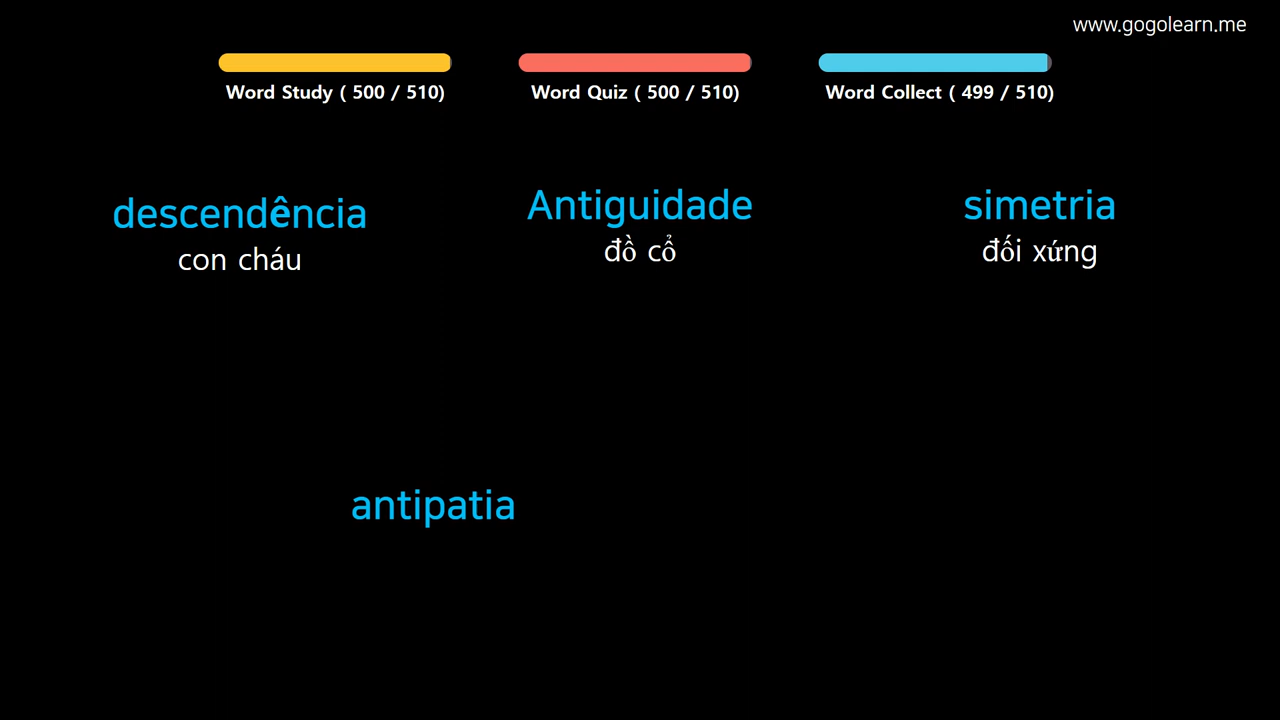 www.gogolearn.me
Word Study ( 500 / 510)
Word Quiz ( 500 / 510)
Word Collect ( 499 / 510)
descendência
con cháu
Antiguidade
đồ cổ
simetria
đối xứng
antipatia